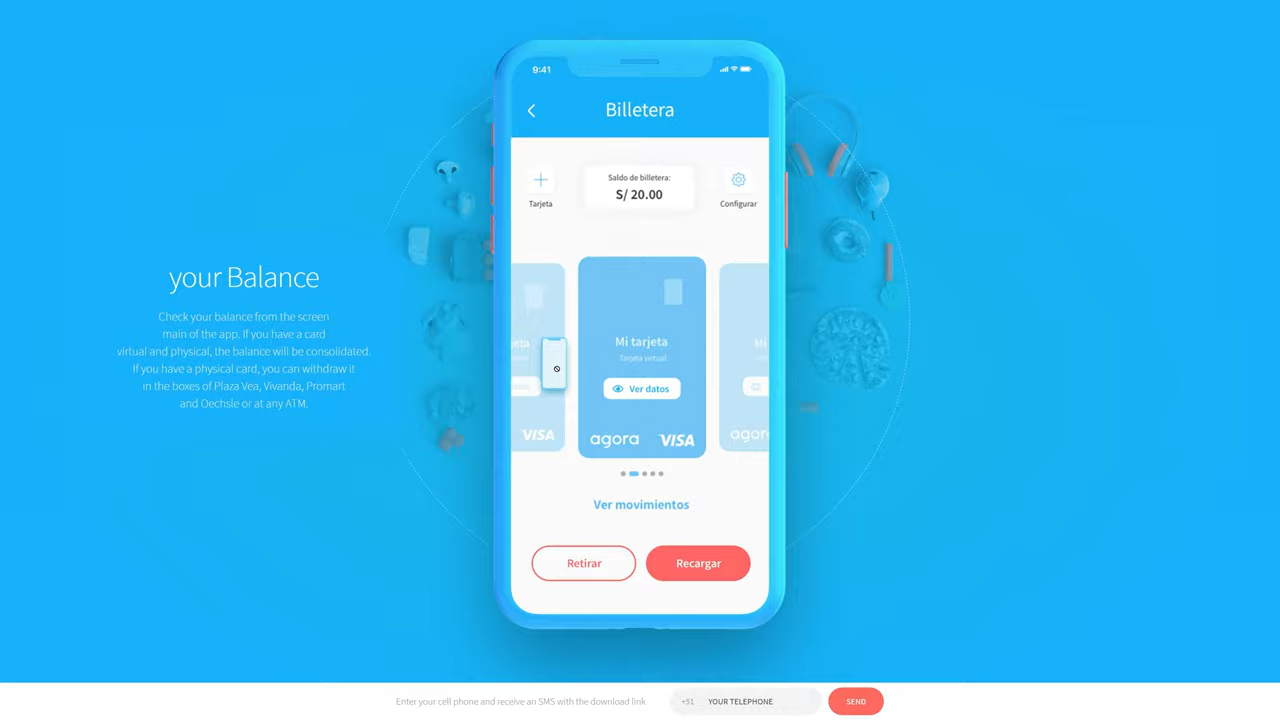 9:41
Billetera
Tarjeta
Saldo de billetera:
S/ 20.00
Configurar
your Balance
Check your balance from the screen
main of the app. If you have a card
virtual and physical, the balance will be consolidated.
If you have a physical card, you can withdraw it
in the boxes of Plaza Vea, Vivanda, Promart
and Oechsle or at any ATM.
VISA
Mi tarjeta
Tarjeta virtual
Ver datos
agora VISA
Mi
agora
Ver movimientos
Retirar
Recargar
Enter your cell phone and receive an SMS with the download link
+51 YOUR TELEPHONE
SEND